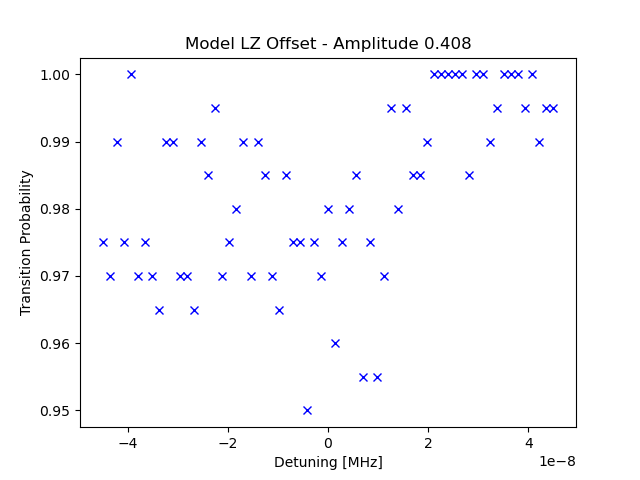 Model LZ Offset - Amplitude 0.408
Transition Probability
1.00
0.99
0.98
0.97
0.96
0.95
−4
−2
0
2
4
1e−8
Detuning [MHz]